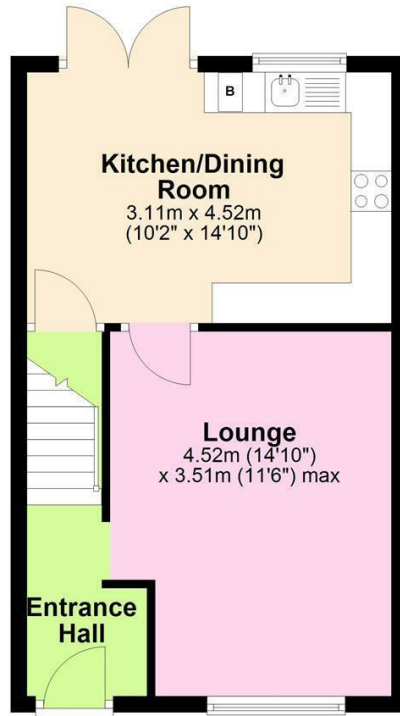 B
Kitchen/Dining
Room
3.11m x 4.52m
(10'2" x 14'10")
Lounge
4.52m (14'10")
x 3.51m (11'6") max
Entrance
Hall